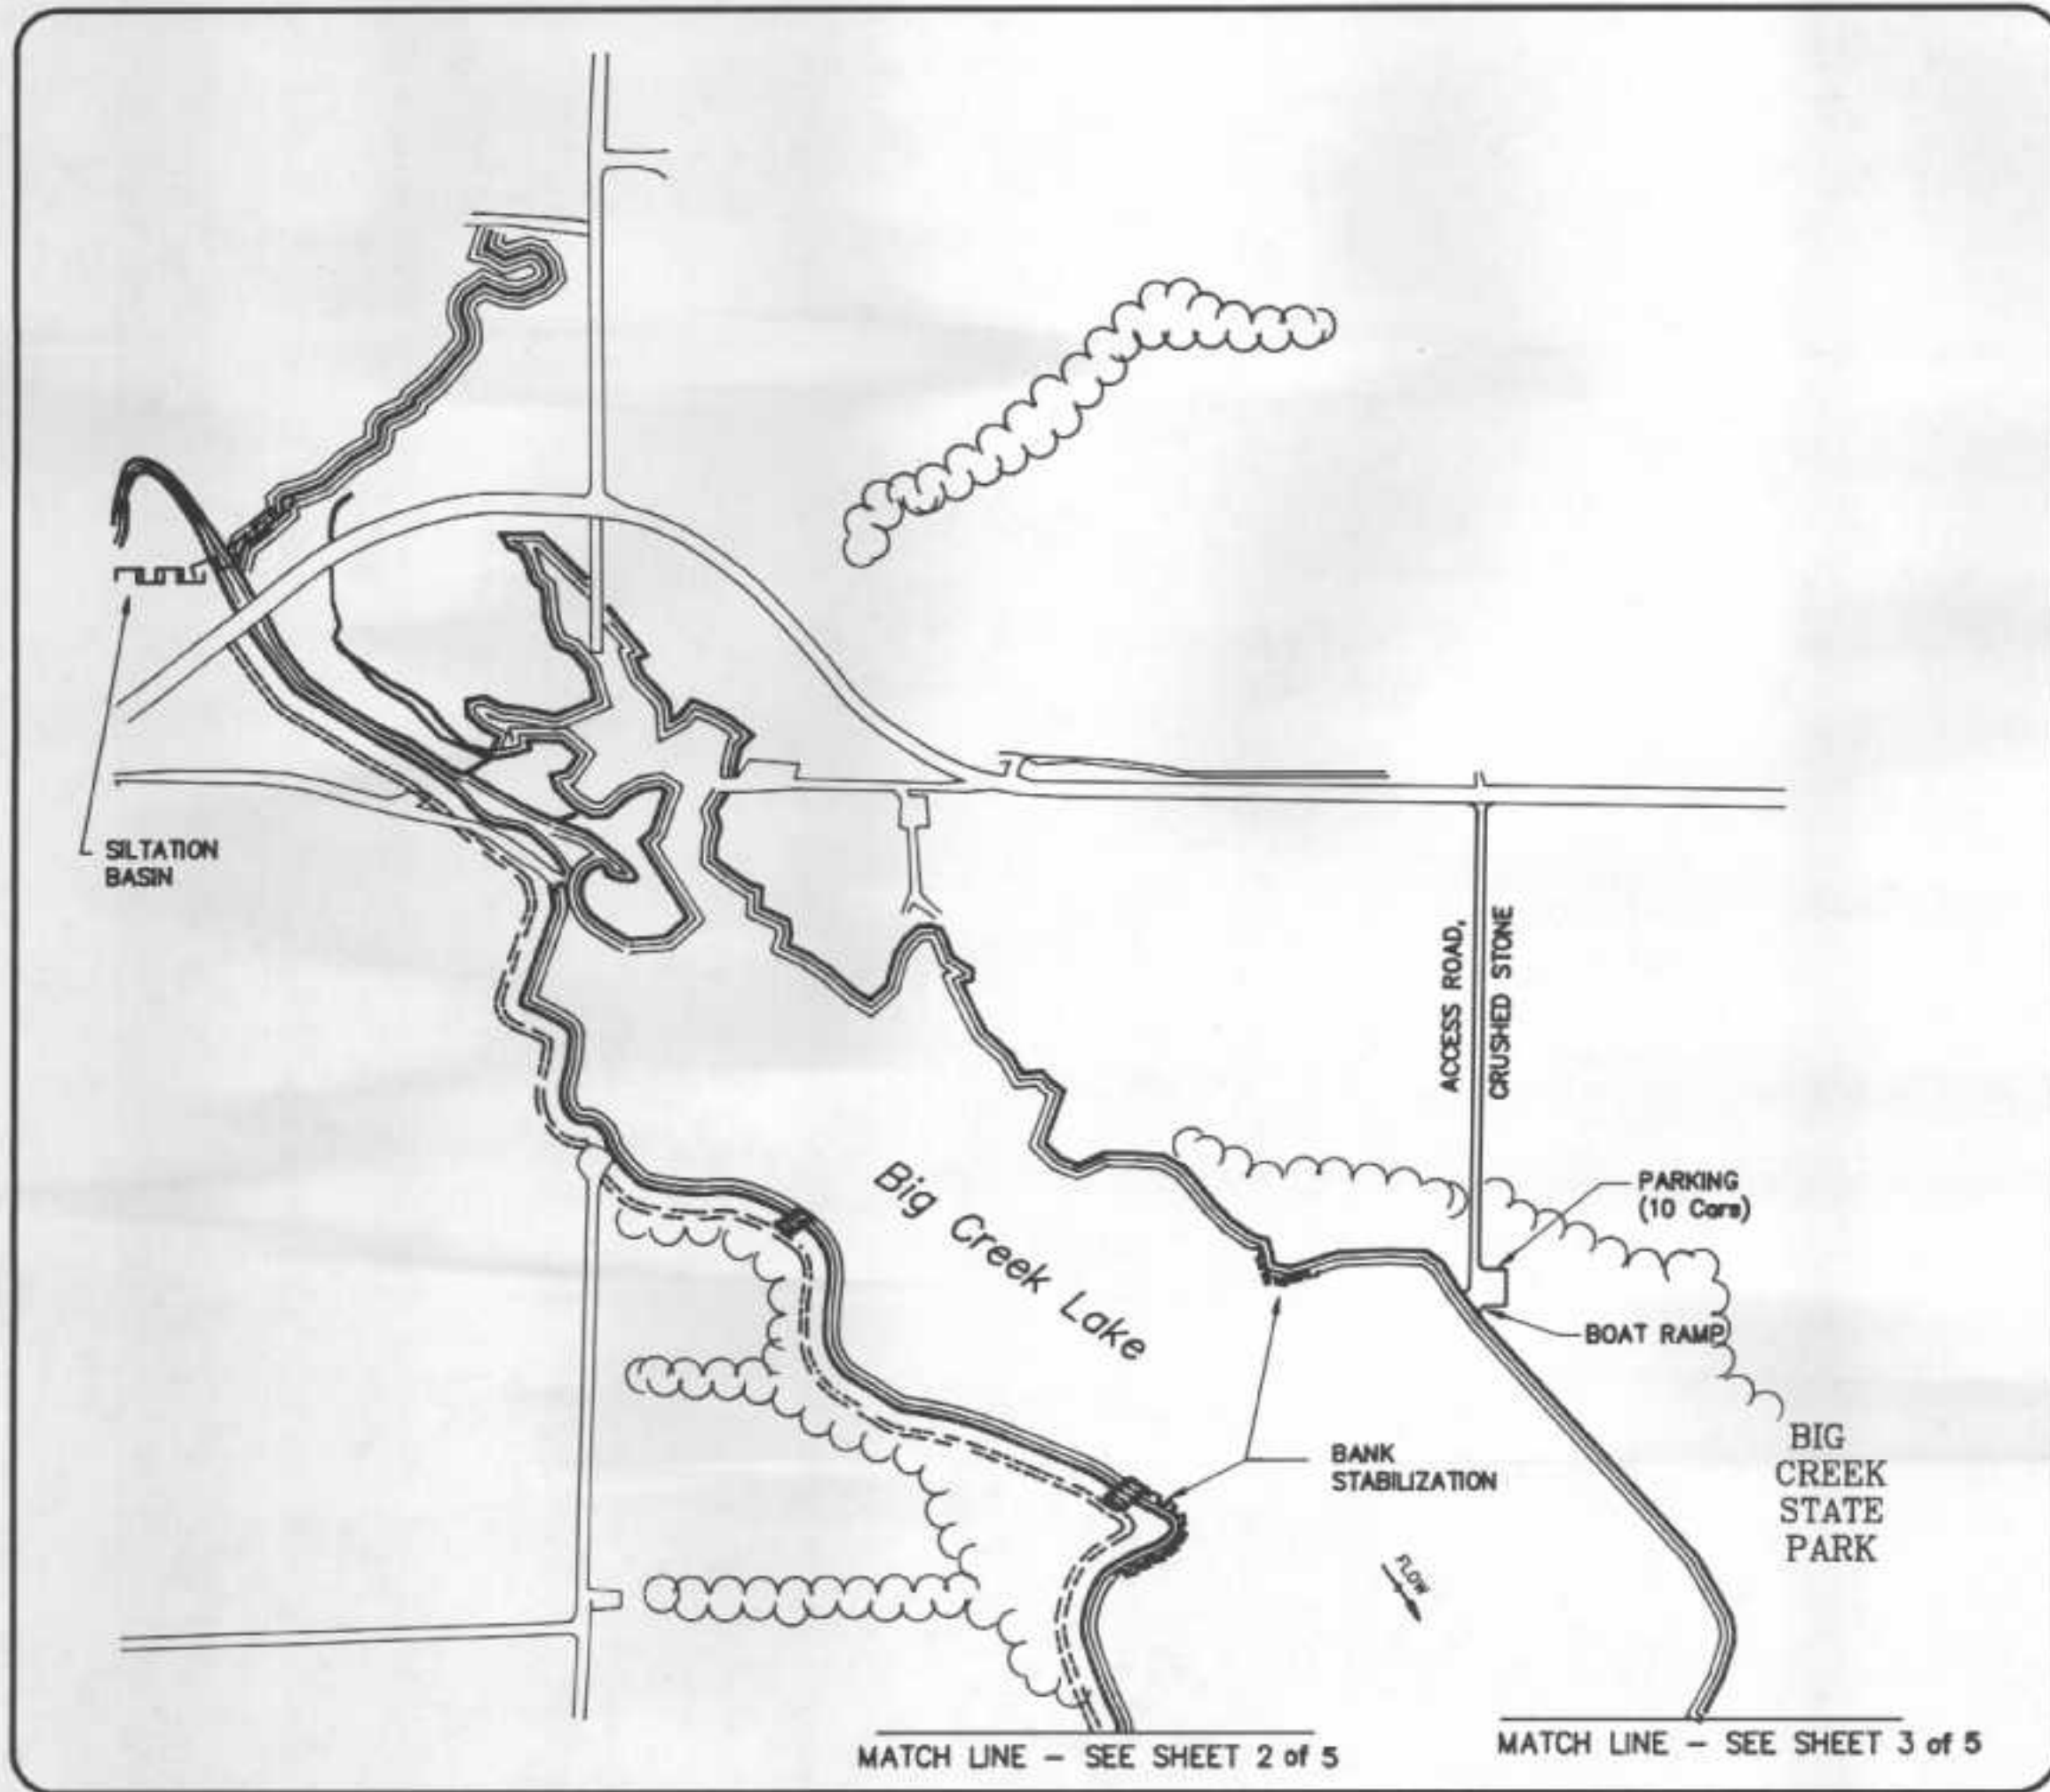 SILTATION
BASIN
ACCESS ROAD,
CRUSHED STONE
PARKING
(10 Cars)
Big Creek Lake
BOAT RAMP
BANK
STABILIZATION
BIG
CREEK
STATE
PARK
FLOW
MATCH LINE - SEE SHEET 2 of 5
MATCH LINE - SEE SHEET 3 of 5